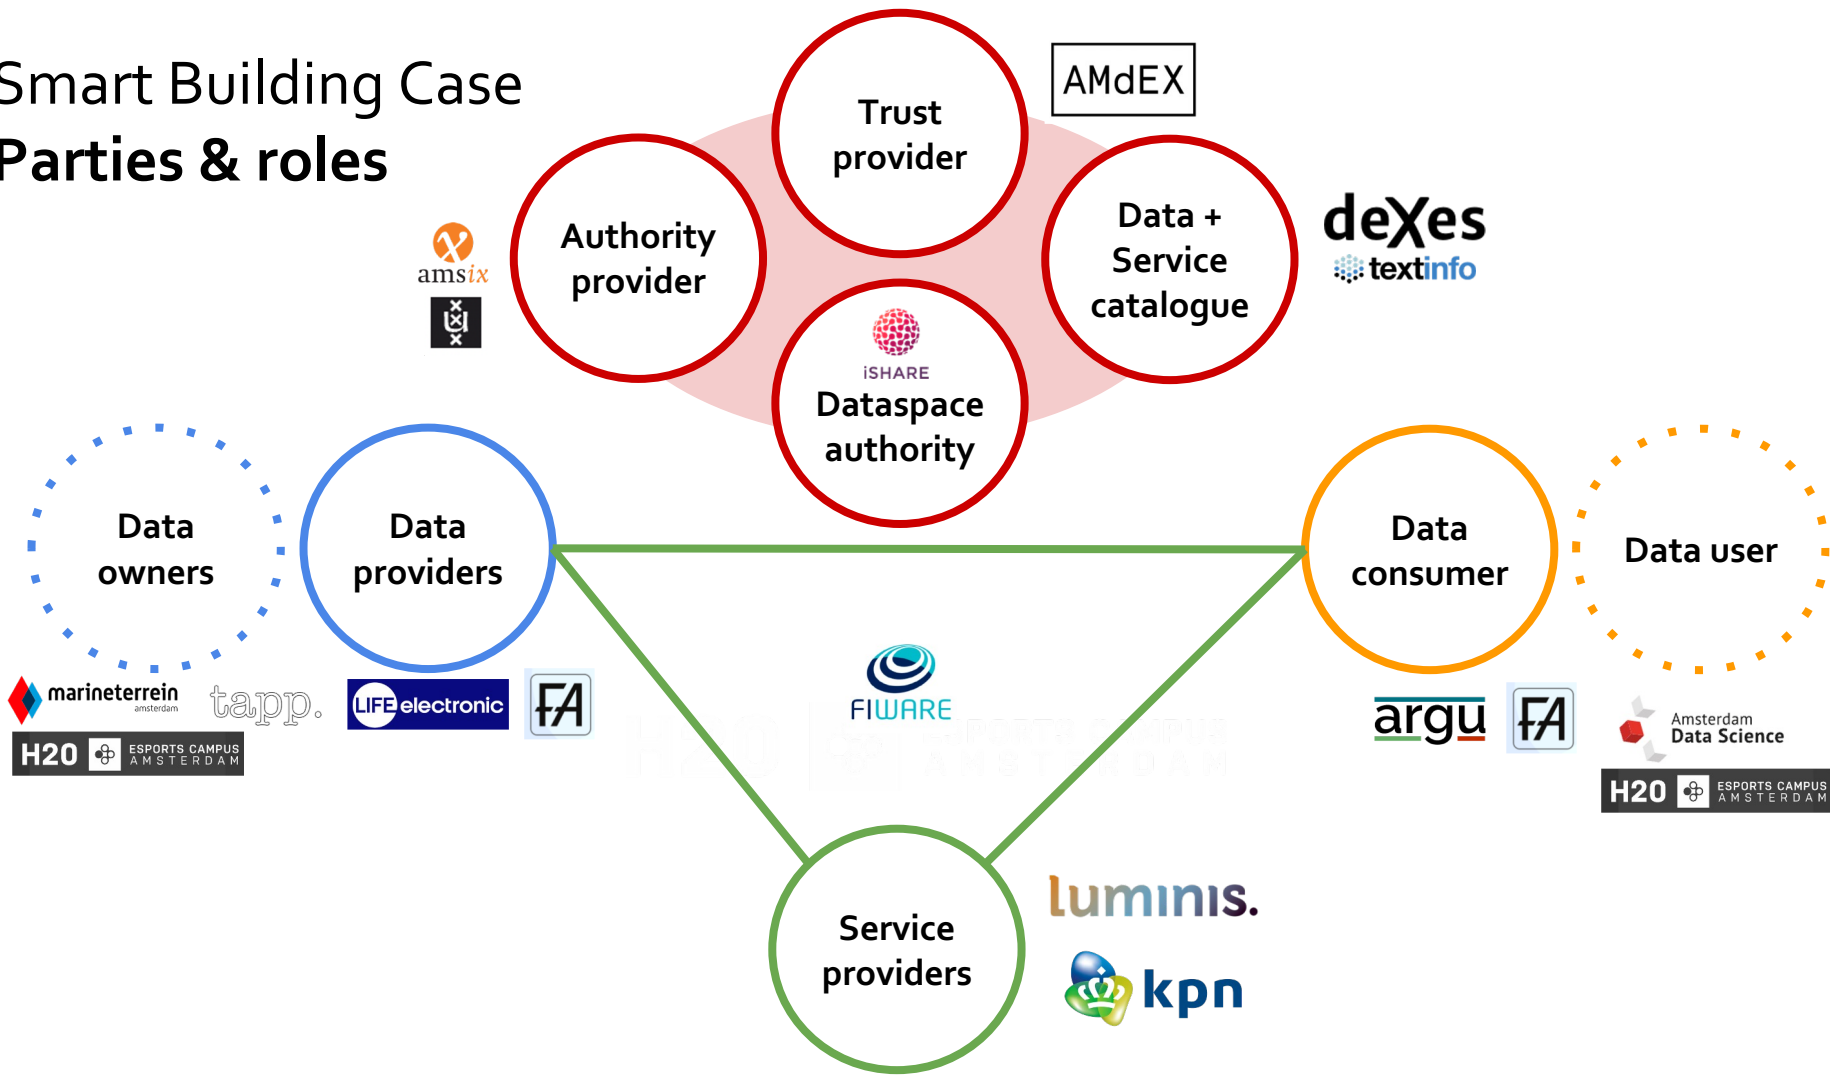 Smart Building Case
Parties & roles
Trust
provider
AMdEX
Authority
provider
amsix
Data +
Service
catalogue
deXes
textinfo
iSHARE
Dataspace
authority
Data
owners
Data
providers
Data
consumer
Data user
marineterrein
amsterdam
tapp.
LIFE electronic
FA
H20 ESPORTS CAMPUS
AMSTERDAM
FIWARE
argu
FA
Amsterdam
Data Science
H20 ESPORTS CAMPUS
AMSTERDAM
Service
providers
luminis.
kpn